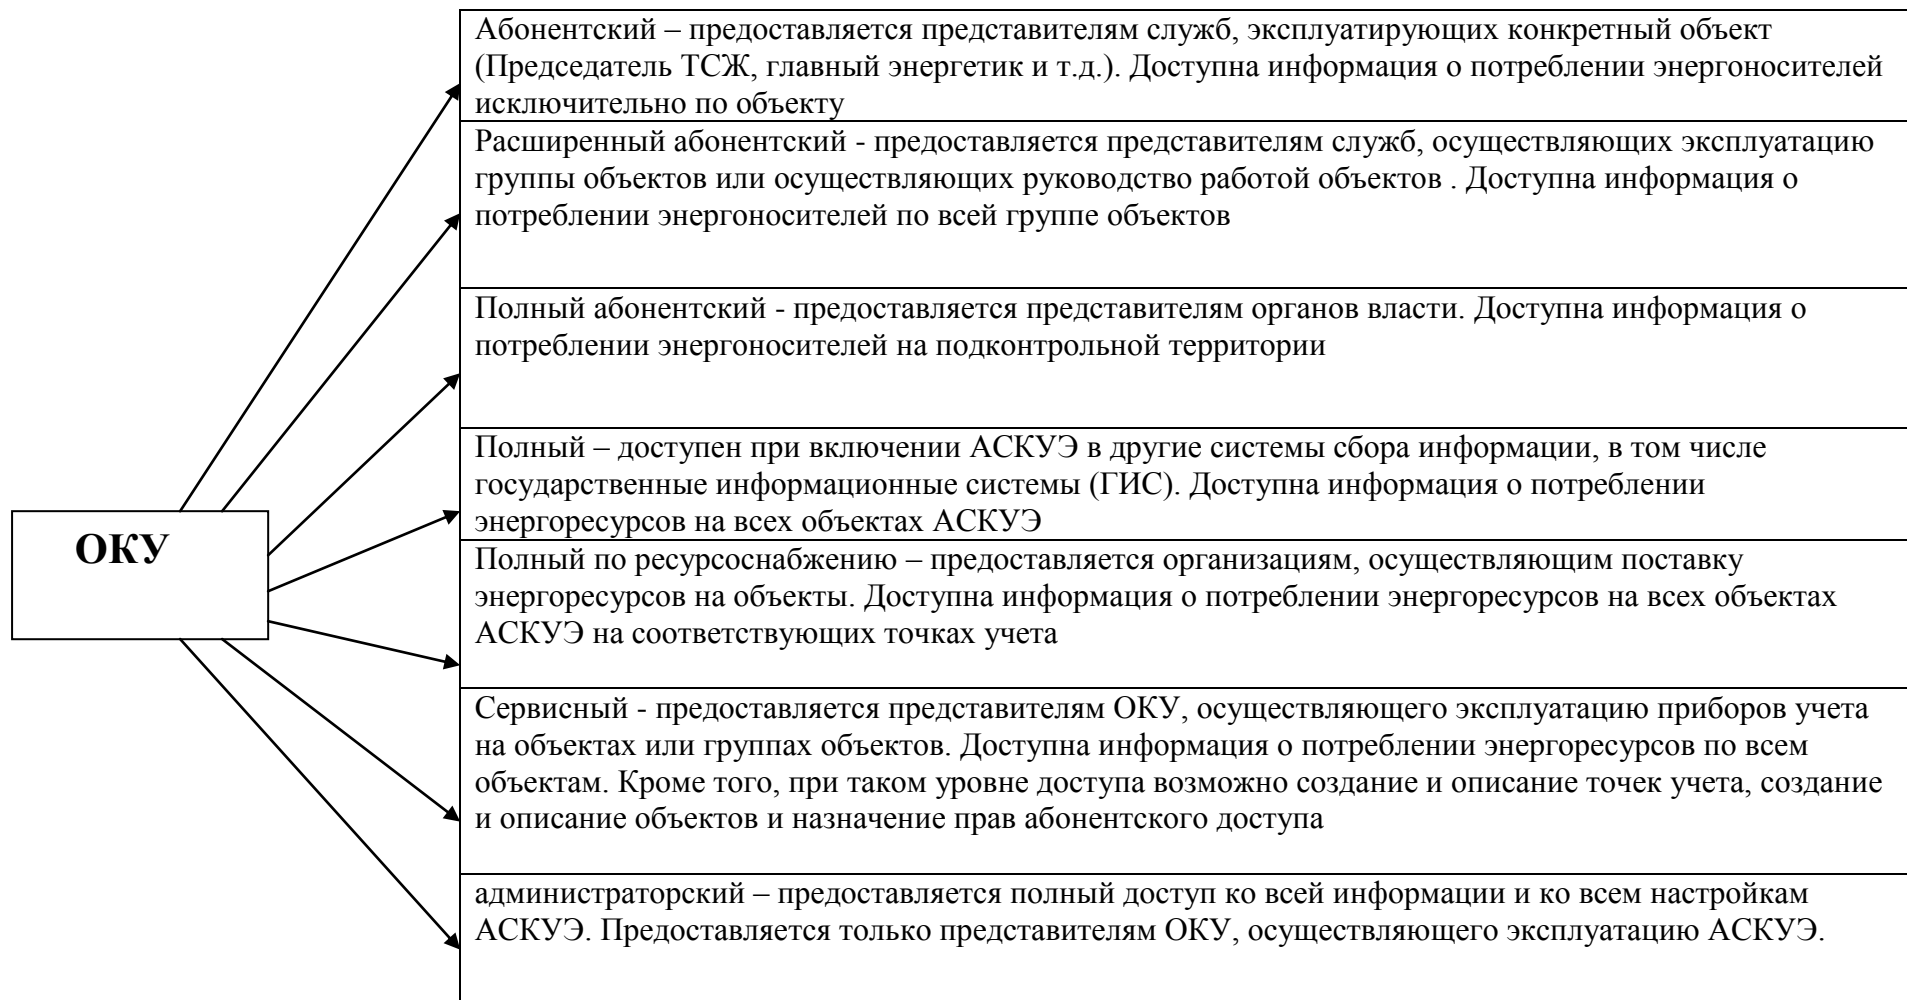 Абонентский – предоставляется представителям служб, эксплуатирующих конкретный объект
(Председатель ТСЖ, главный энергетик и т.д.). Доступна информация о потреблении энергоносителей
исключительно по объекту
Расширенный абонентский - предоставляется представителям служб, осуществляющих эксплуатацию
группы объектов или осуществляющих руководство работой объектов . Доступна информация о
потреблении энергоносителей по всей группе объектов
Полный абонентский - предоставляется представителям органов власти. Доступна информация о
потреблении энергоносителей на подконтрольной территории
Полный – доступен при включении АСКУЭ в другие системы сбора информации, в том числе
государственные информационные системы (ГИС). Доступна информация о потреблении
энергоресурсов на всех объектах АСКУЭ
ОКУ
Полный по ресурсоснабжению – предоставляется организациям, осуществляющим поставку
энергоресурсов на объекты. Доступна информация о потреблении энергоресурсов на всех объектах
АСКУЭ на соответствующих точках учета
Сервисный - предоставляется представителям ОКУ, осуществляющего эксплуатацию приборов учета
на объектах или группах объектов. Доступна информация о потреблении энергоресурсов по всем
объектам. Кроме того, при таком уровне доступа возможно создание и описание точек учета, создание
и описание объектов и назначение прав абонентского доступа
администраторский – предоставляется полный доступ ко всей информации и ко всем настройкам
АСКУЭ. Предоставляется только представителям ОКУ, осуществляющего эксплуатацию АСКУЭ.